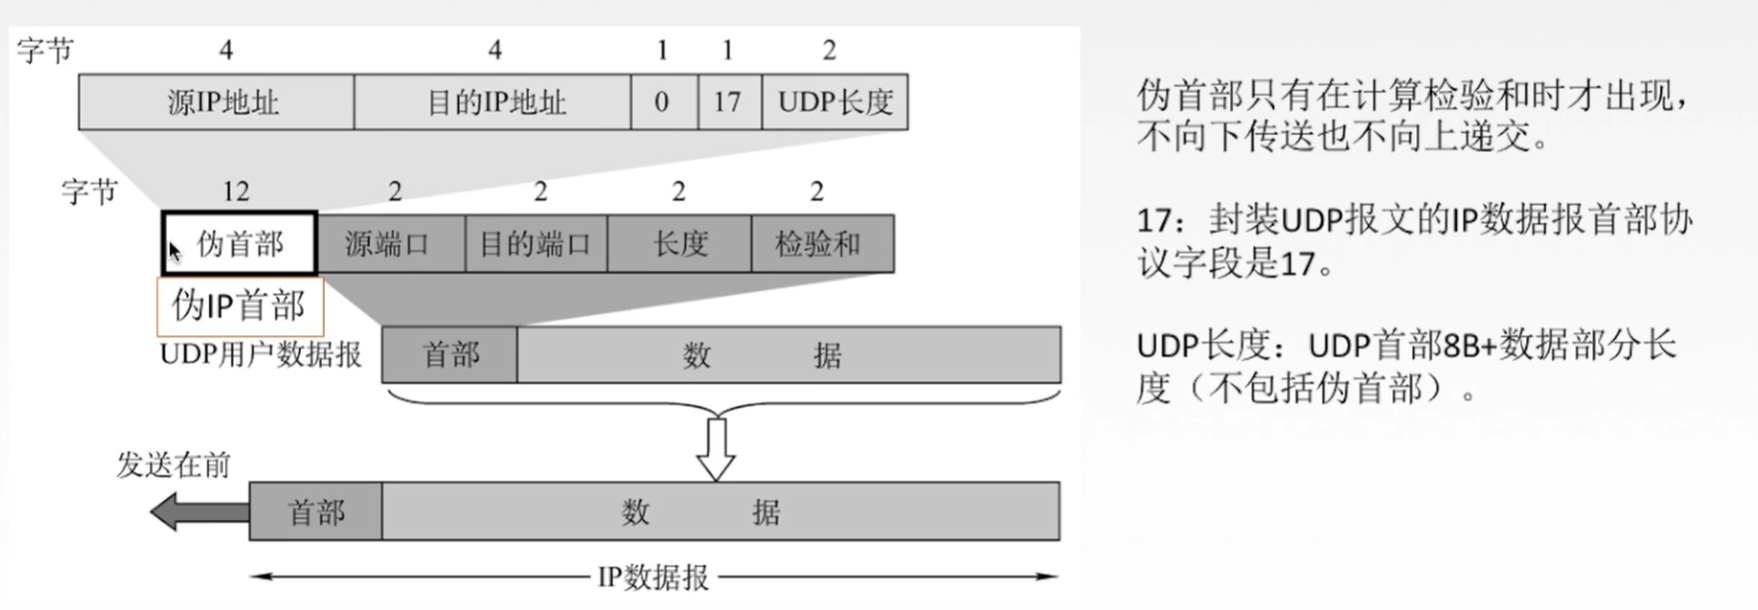 字节 4 4 1 1 2
源IP地址 目的IP地址 0 17 UDP长度
字节 12 2 2 2 2
伪首部 源端口 目的端口 长度 检验和
伪IP首部
UDP用户数据报 首部 数 据
发送在前
首部 数 据
IP数据报
伪首部只有在计算检验和时才出现,
不向下传送也不向上递交。
17：封装UDP报文的IP数据报首部协
议字段是17。
UDP长度：UDP首部8B+数据部分长
度（不包括伪首部）。